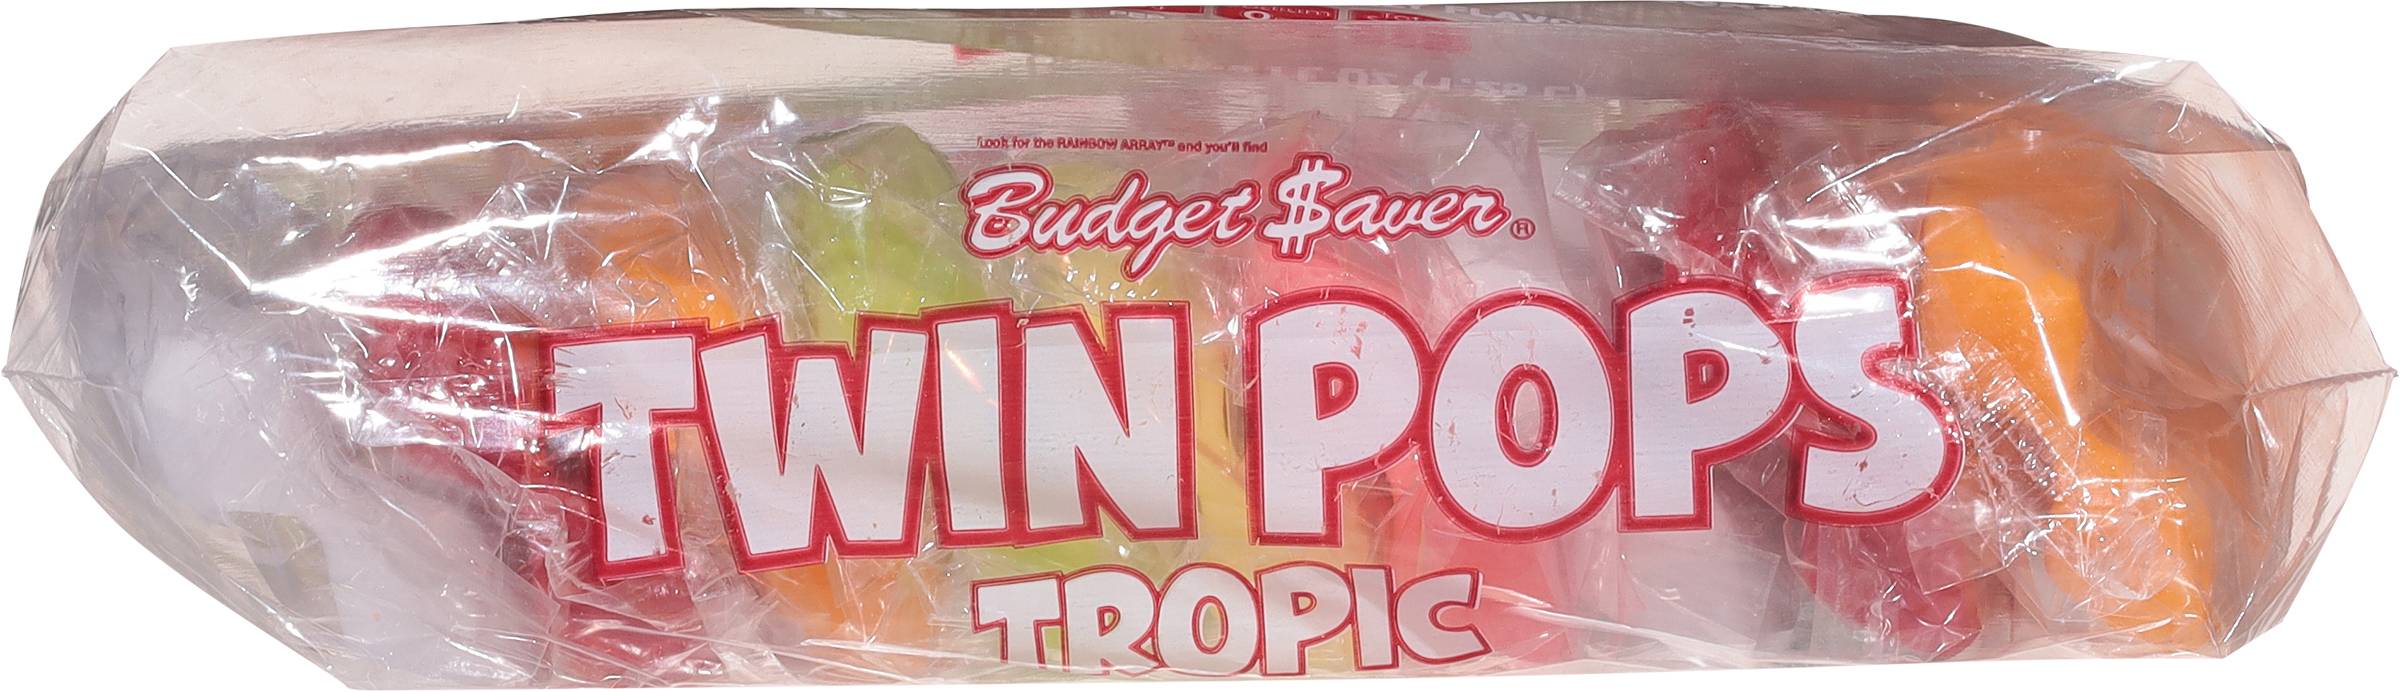 Look for the RAINBOW ARRAY™ and you'll find
Budget $aver®
TWIN POPS
TROPIC